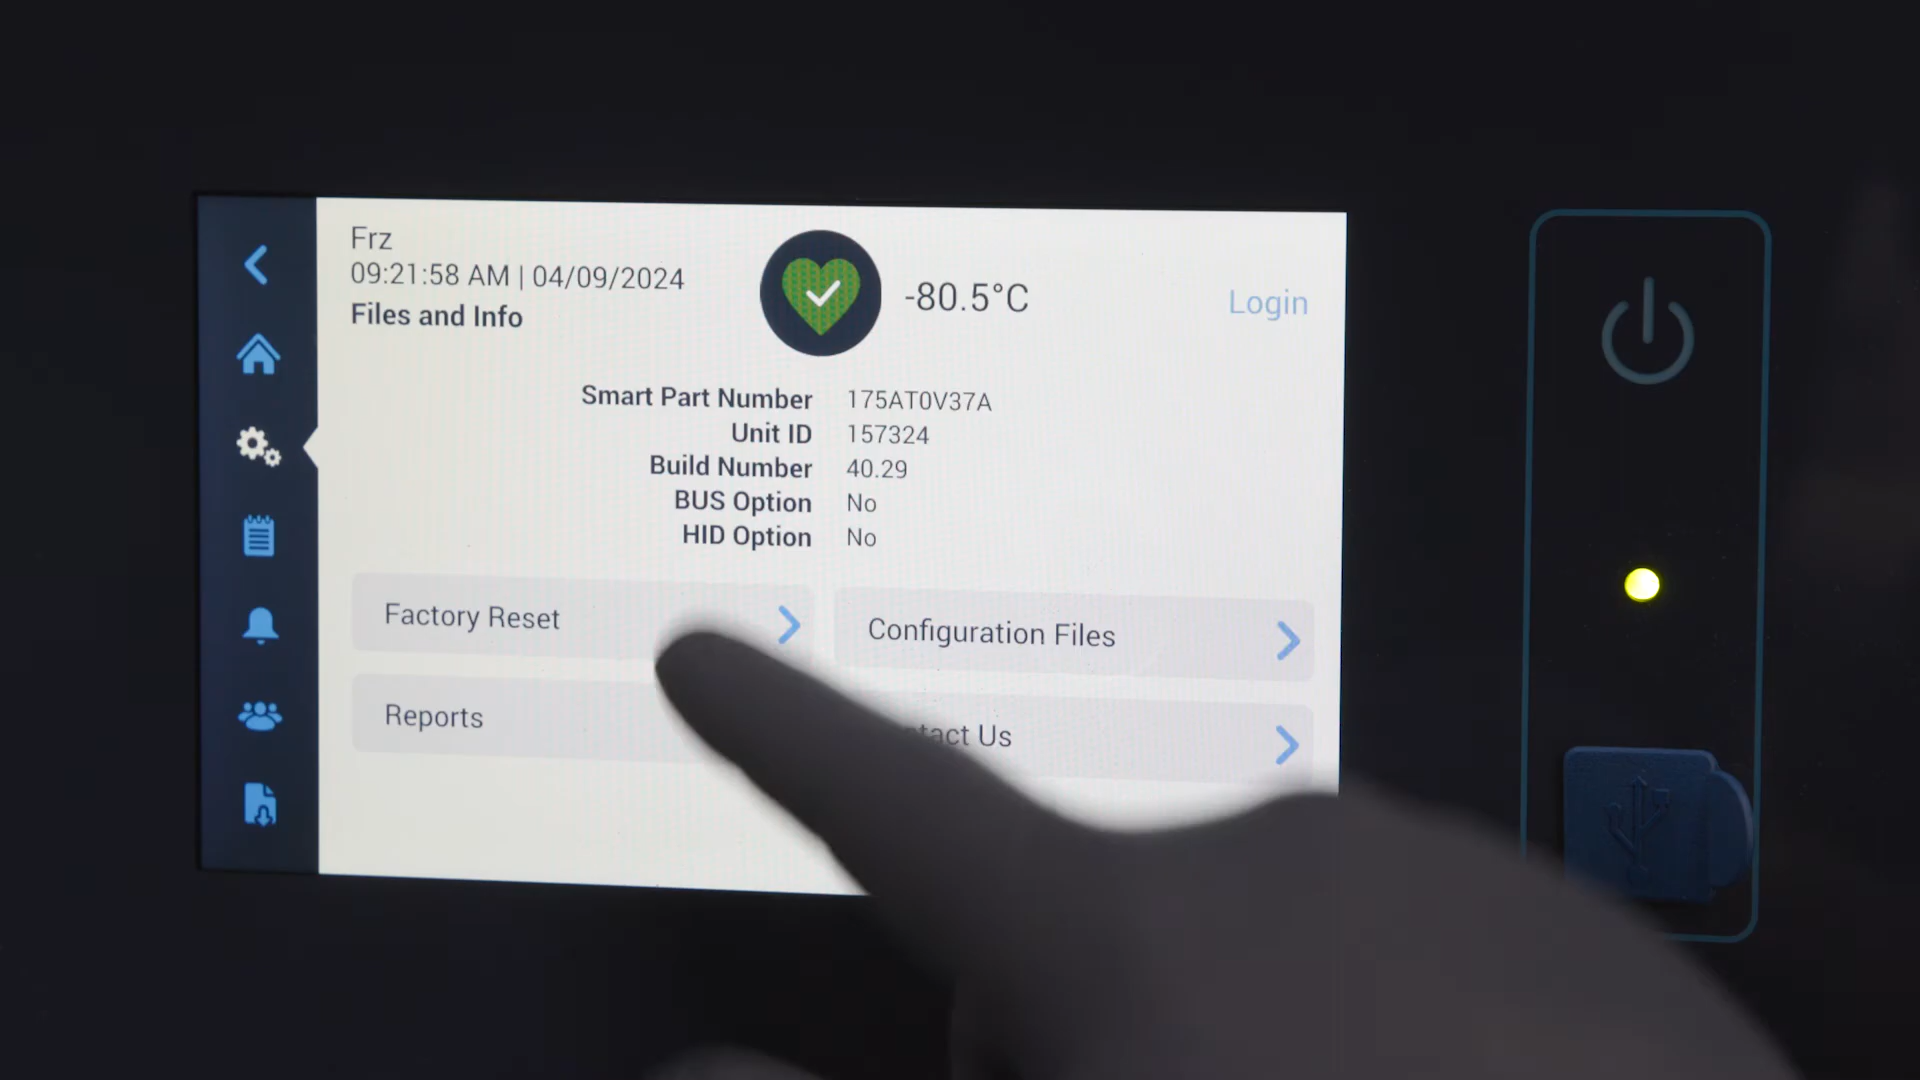 Frz
09:21:58 AM | 04/09/2024
Files and Info
-80.5°C
Login
Smart Part Number 175AT0V37A
Unit ID 157324
Build Number 40.29
BUS Option No
HID Option No
Factory Reset
Configuration Files
Reports
Us